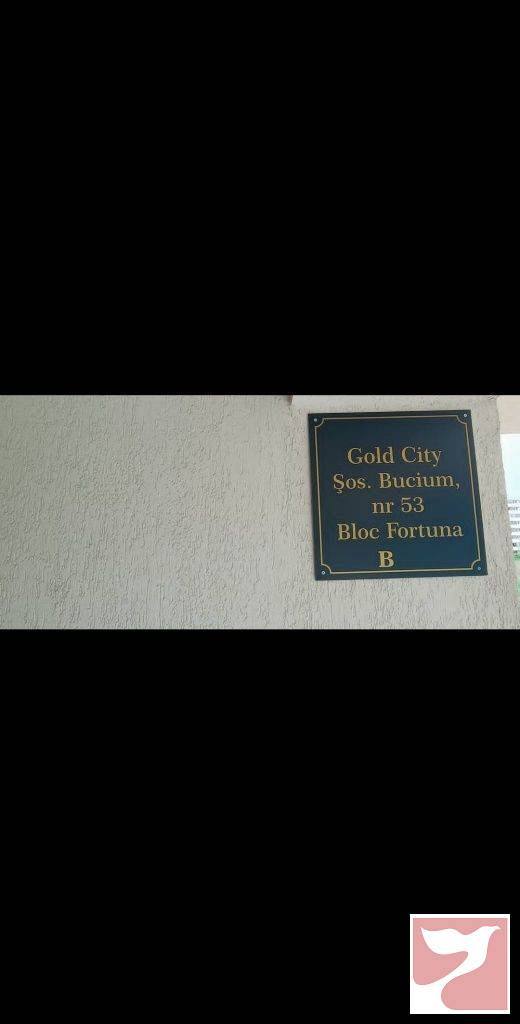 Gold City
Şos. Bucium,
nr 53
Bloc Fortuna
B